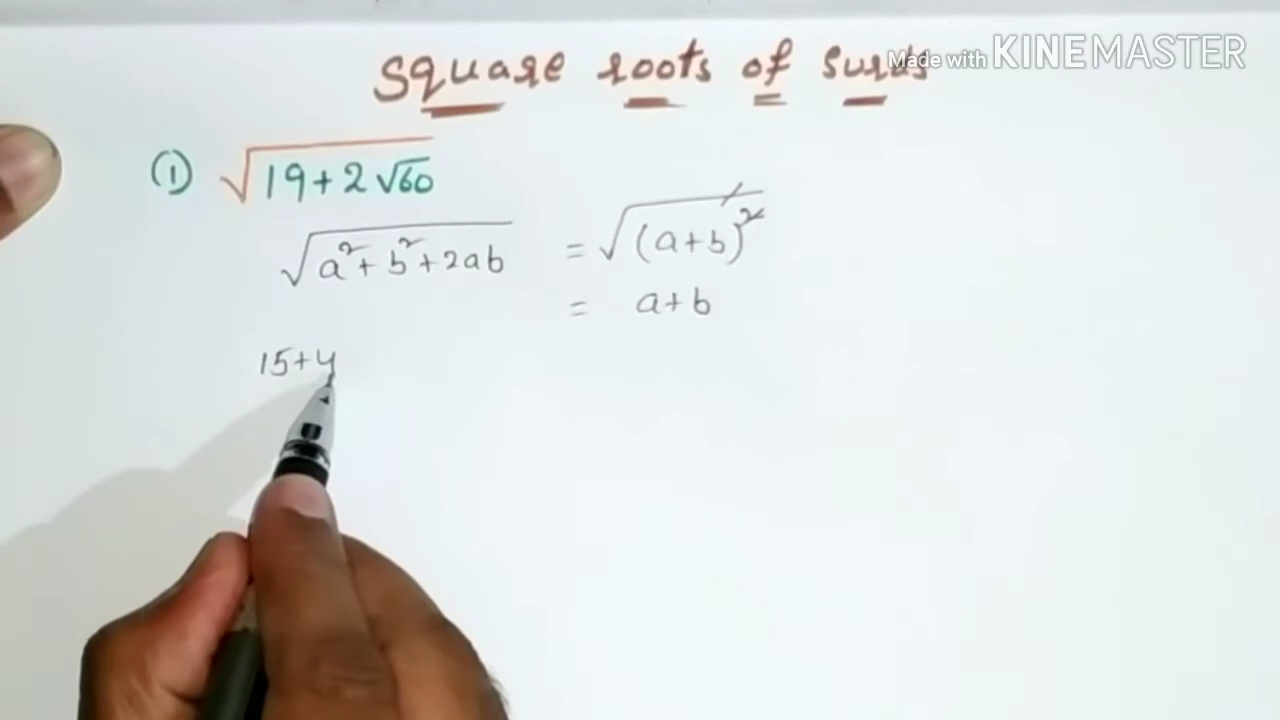 Square roots of surds
Made with KINEMASTER
① √19+2√60
√a²+b²+2ab = √(a+b)²
= a+b
15+4